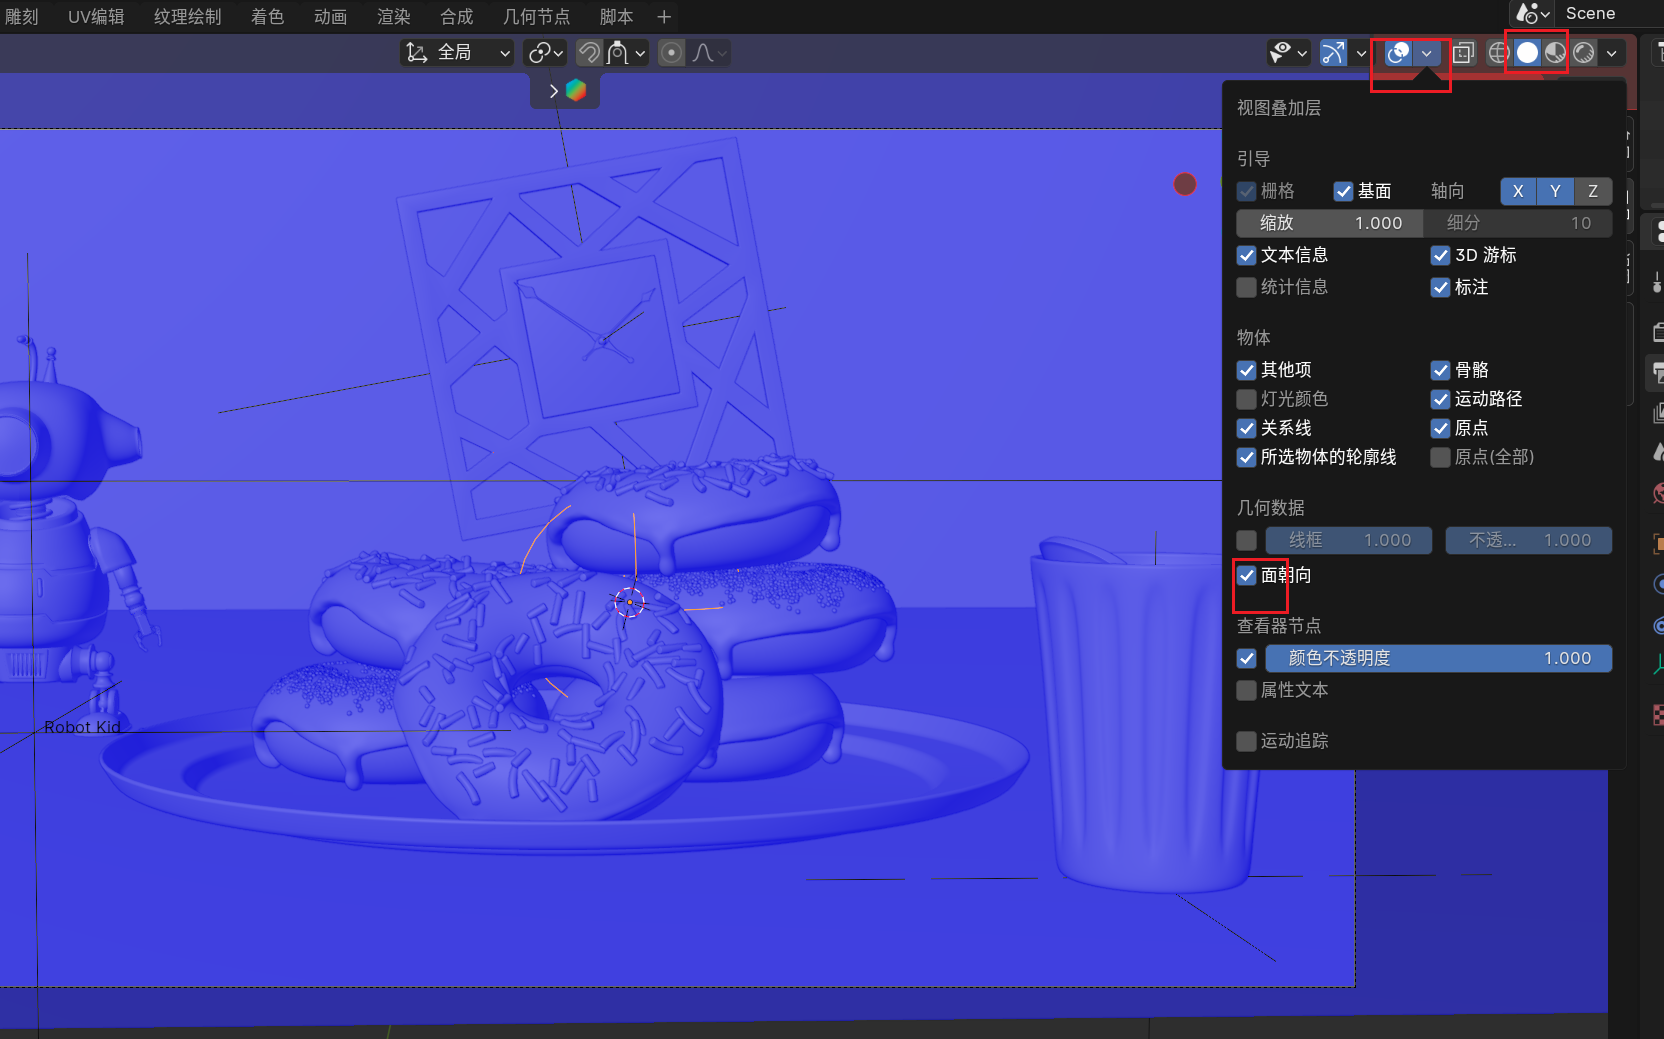 雕刻 UV编辑 纹理绘制 着色 动画 渲染 合成 几何节点 脚本 + Scene
全局
视图叠加层
引导
栅格 基面 轴向 X Y Z
缩放 1.000 细分 10
文本信息 3D 游标
统计信息 标注
物体
其他项 骨骼
灯光颜色 运动路径
关系线 原点
所选物体的轮廓线 原点(全部)
几何数据
线框 1.000 不透... 1.000
面朝向
查看器节点
颜色不透明度 1.000
属性文本
运动追踪
Robot Kid